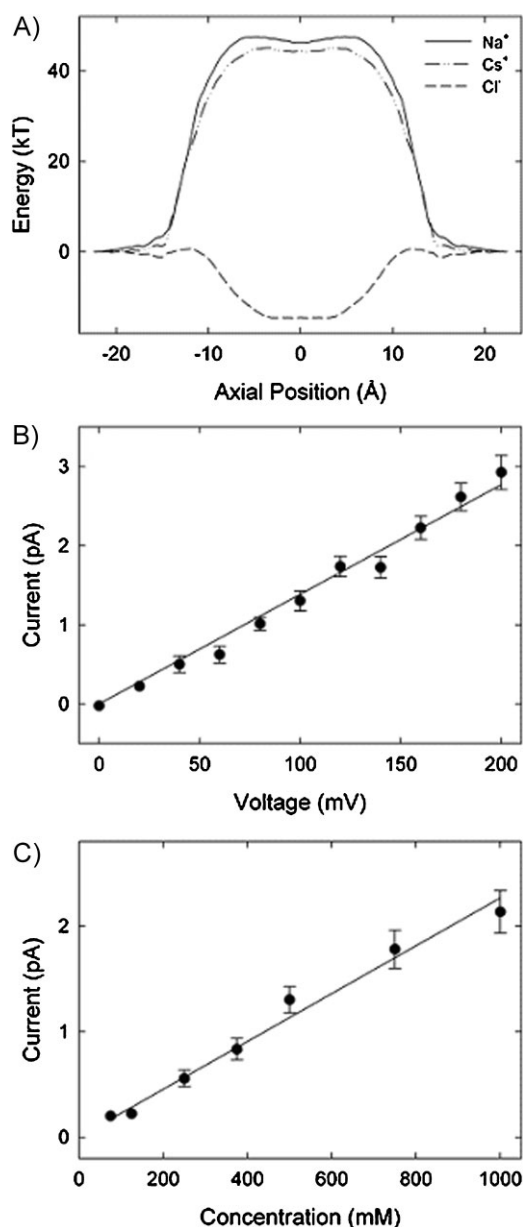 A)
Na⁺
Cs⁺
Cl⁻
40
20
0
Energy (kT)
-20 -10 0 10 20
Axial Position (Å)
B)
3
2
1
0
Current (pA)
0 50 100 150 200
Voltage (mV)
C)
2
1
0
Current (pA)
0 200 400 600 800 1000
Concentration (mM)